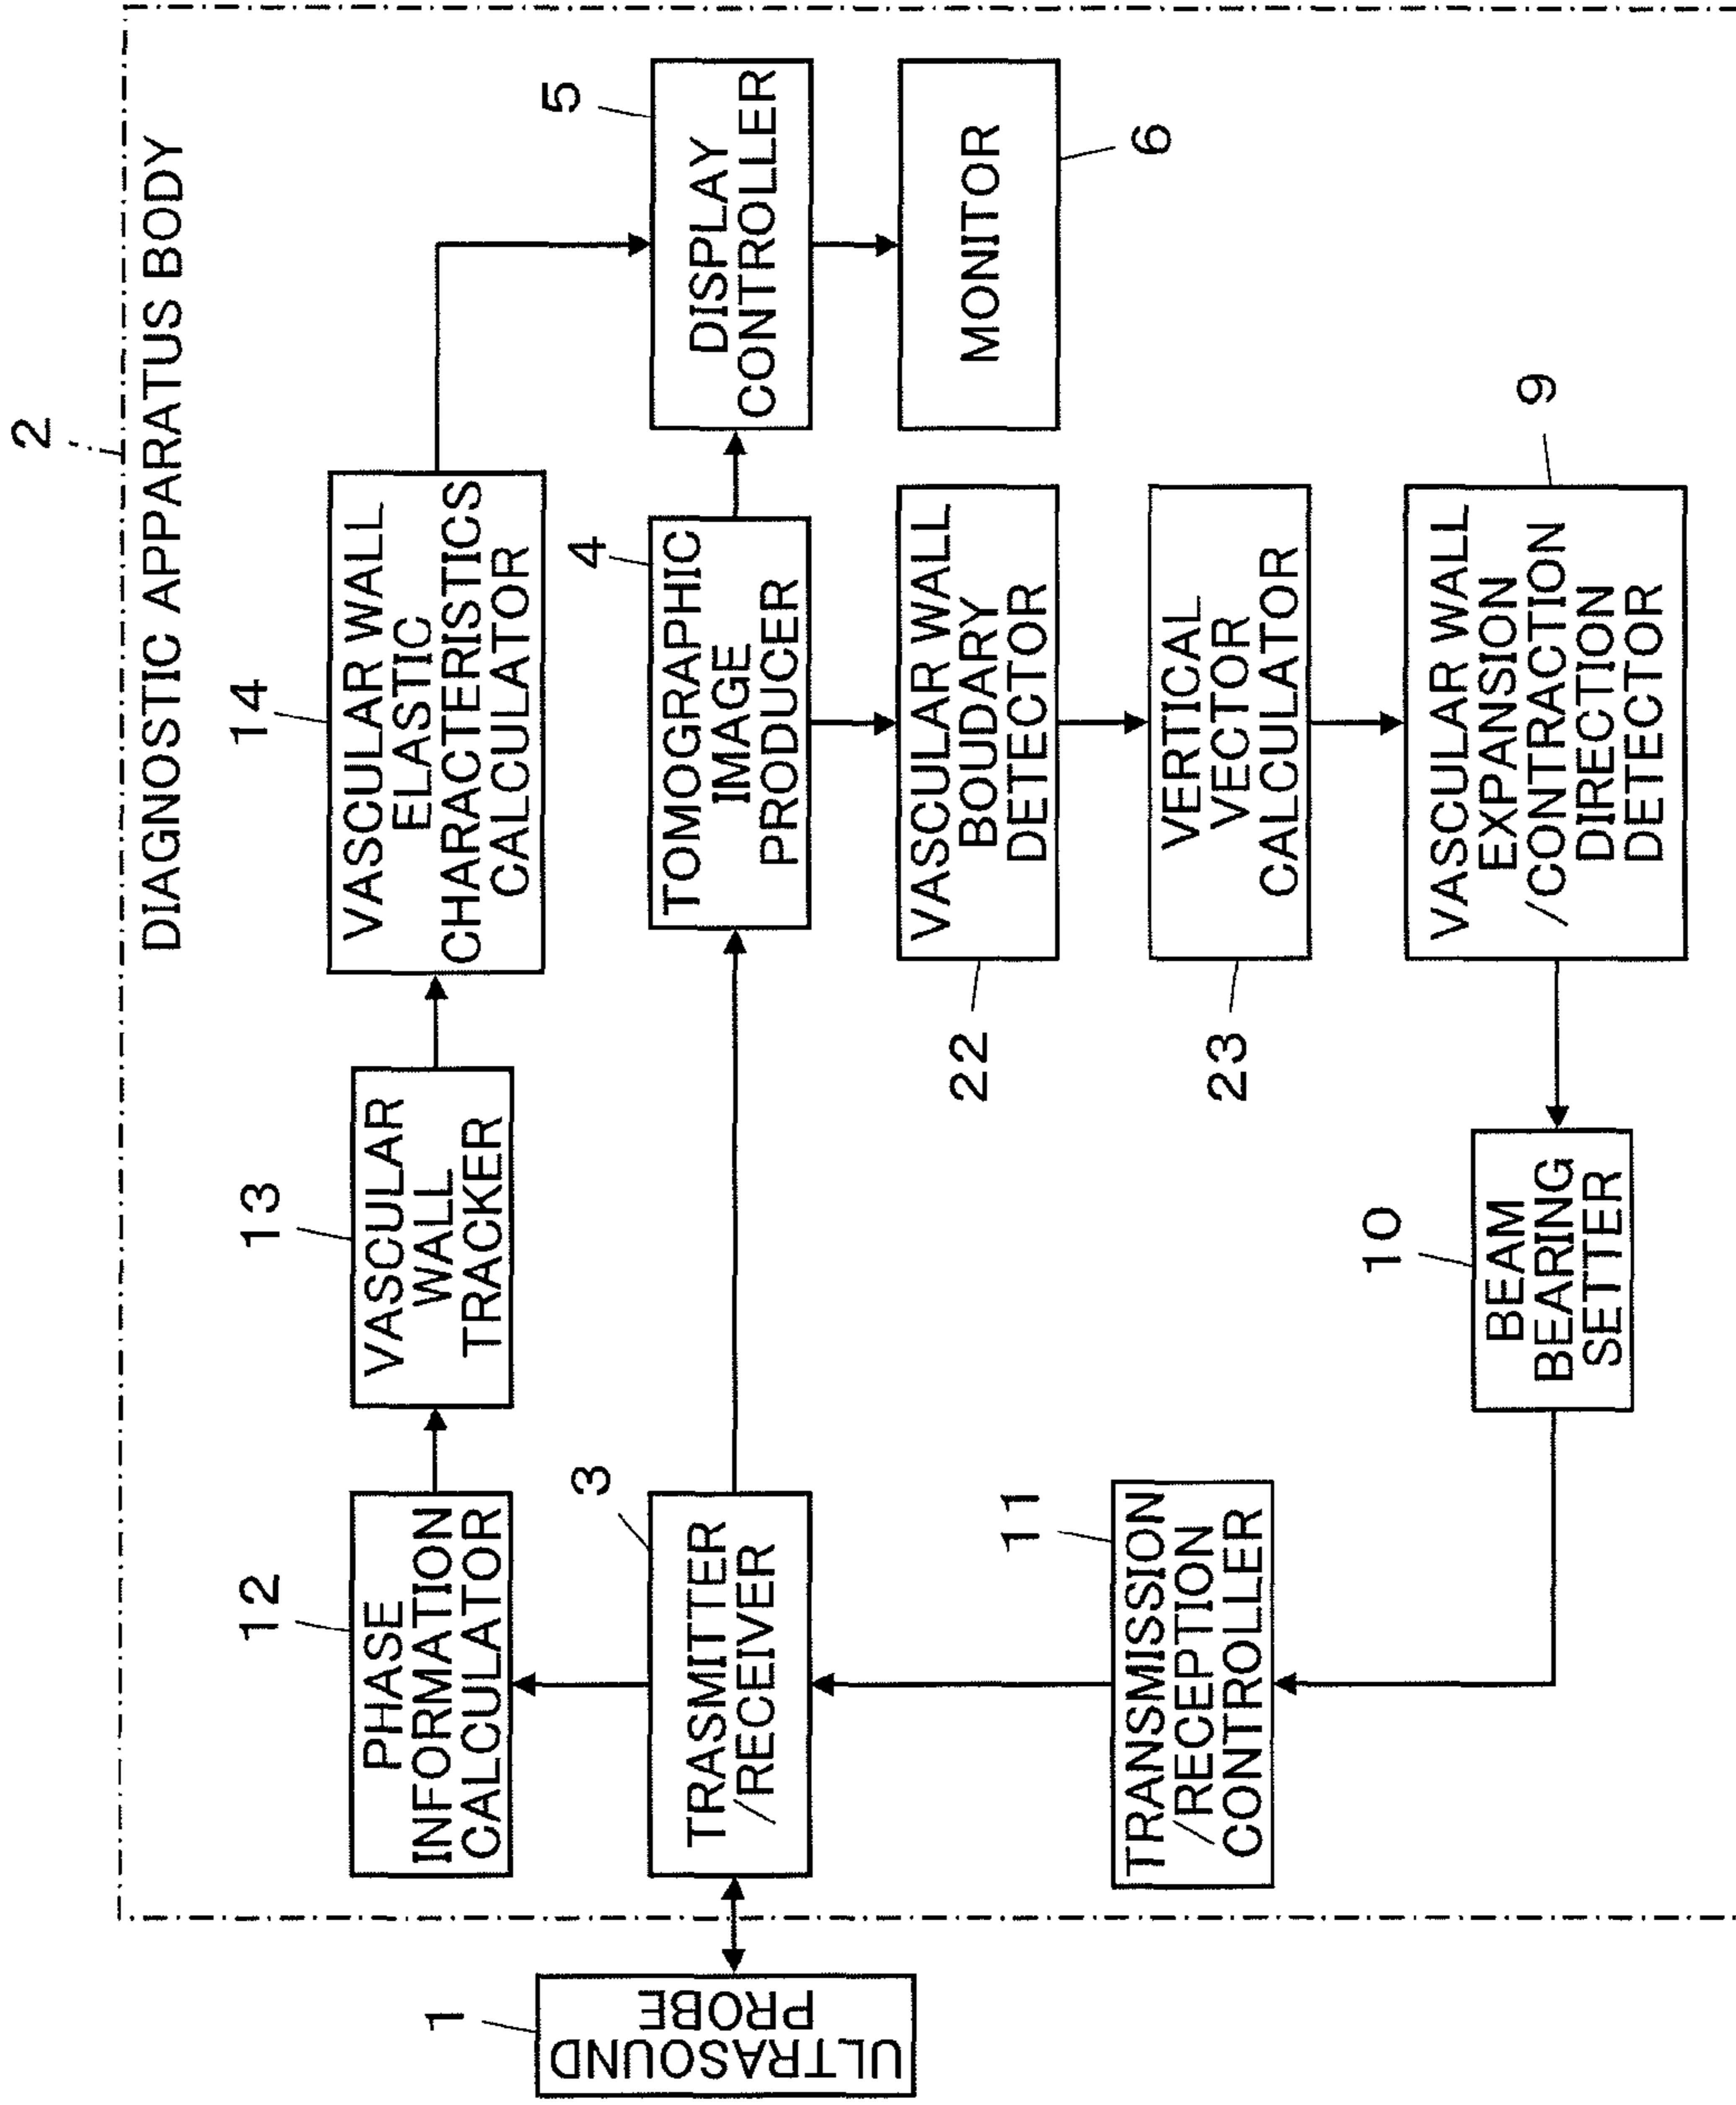 2
DIAGNOSTIC APPARATUS BODY
12
PHASE
INFORMATION
CALCULATOR
13
VASCULAR
WALL
TRACKER
14
VASCULAR WALL
ELASTIC
CHARACTERISTICS
CALCULATOR
1
ULTRASOUND
PROBE
3
TRASMITTER
/RECEIVER
4
TOMOGRAPHIC
IMAGE
PRODUCER
5
DISPLAY
CONTROLLER
11
TRANSMISSION
/RECEPTION
CONTROLLER
22
VASCULAR WALL
BOUDARY
DETECTOR
MONITOR
6
23
VERTICAL
VECTOR
CALCULATOR
10
BEAM
BEARING
SETTER
9
VASCULAR WALL
EXPANSION
/CONTRACTION
DIRECTION
DETECTOR